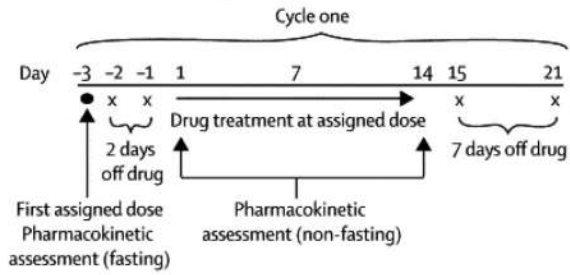 Cycle one
Day -3 -2 -1 1 7 14 15 21
x x x x
Drug treatment at assigned dose
2 days
off drug
7 days off drug
First assigned dose
Pharmacokinetic
assessment (fasting)
Pharmacokinetic
assessment (non-fasting)